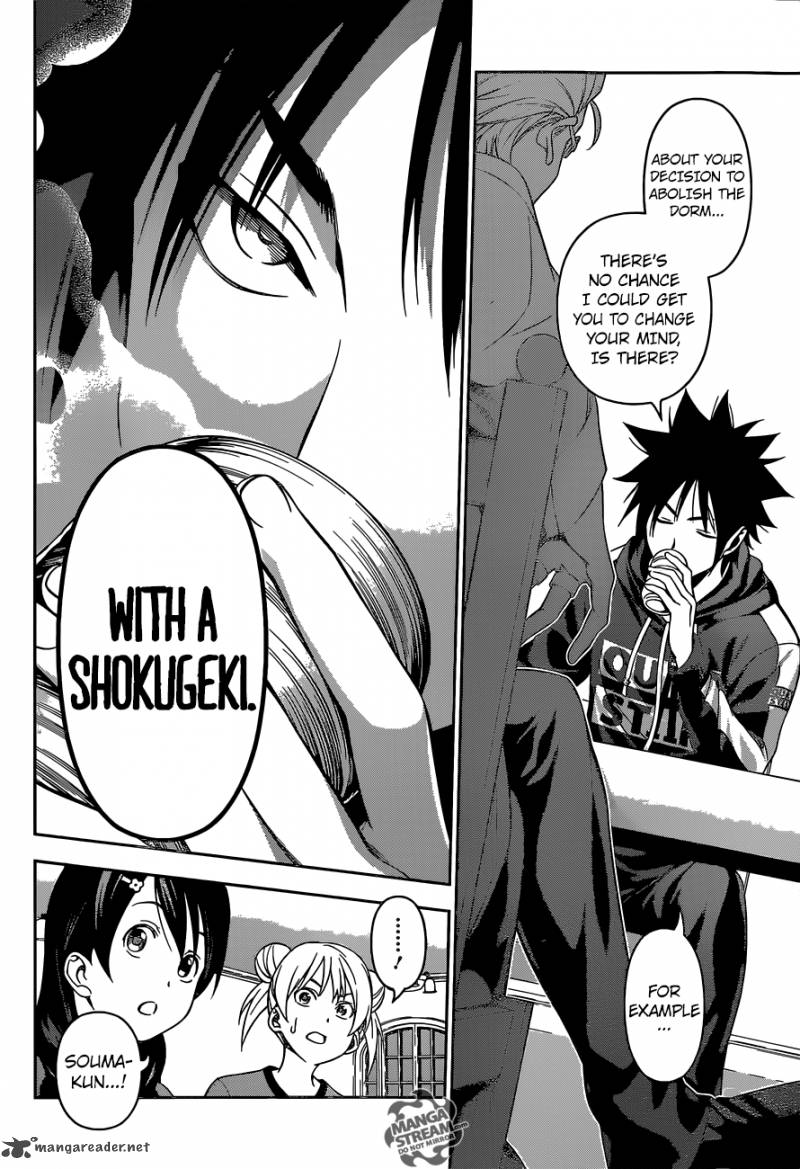 ABOUT YOUR
DECISION TO
ABOLISH THE
DORM...
THERE'S
NO CHANCE
I COULD GET
YOU TO CHANGE
YOUR MIND,
IS THERE?
FOR
EXAMPLE
...
WITH A
SHOKUGEKI.
.......!
SOUMA-
KUN...!
MANGA
STREAM
DO NOT MIRROR
mangareader.net